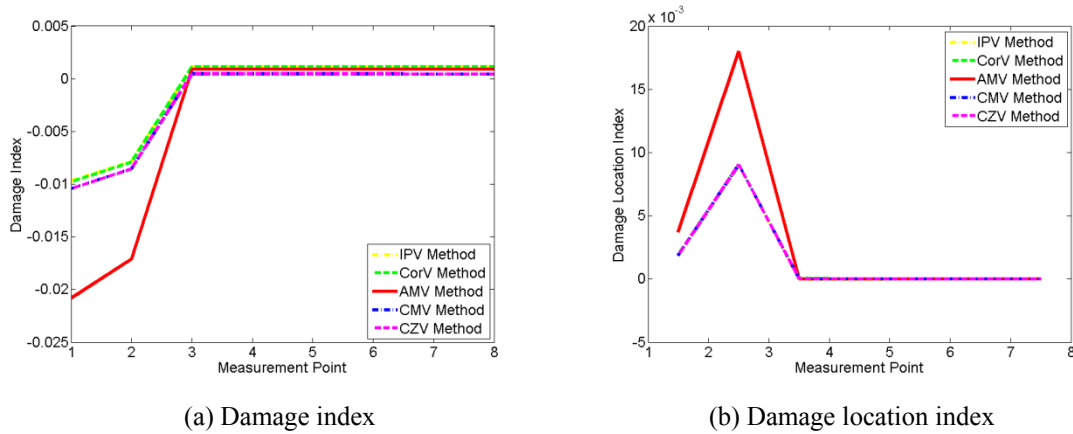 0.005
0
-0.005
-0.01
-0.015
-0.02
-0.025
Damage Index
1 2 3 4 5 6 7 8
Measurement Point
IPV Method
CorV Method
AMV Method
CMV Method
CZV Method
(a) Damage index
20 x 10^-3
15
10
5
0
-5
Damage Location Index
1 2 3 4 5 6 7 8
Measurement Point
IPV Method
CorV Method
AMV Method
CMV Method
CZV Method
(b) Damage location index